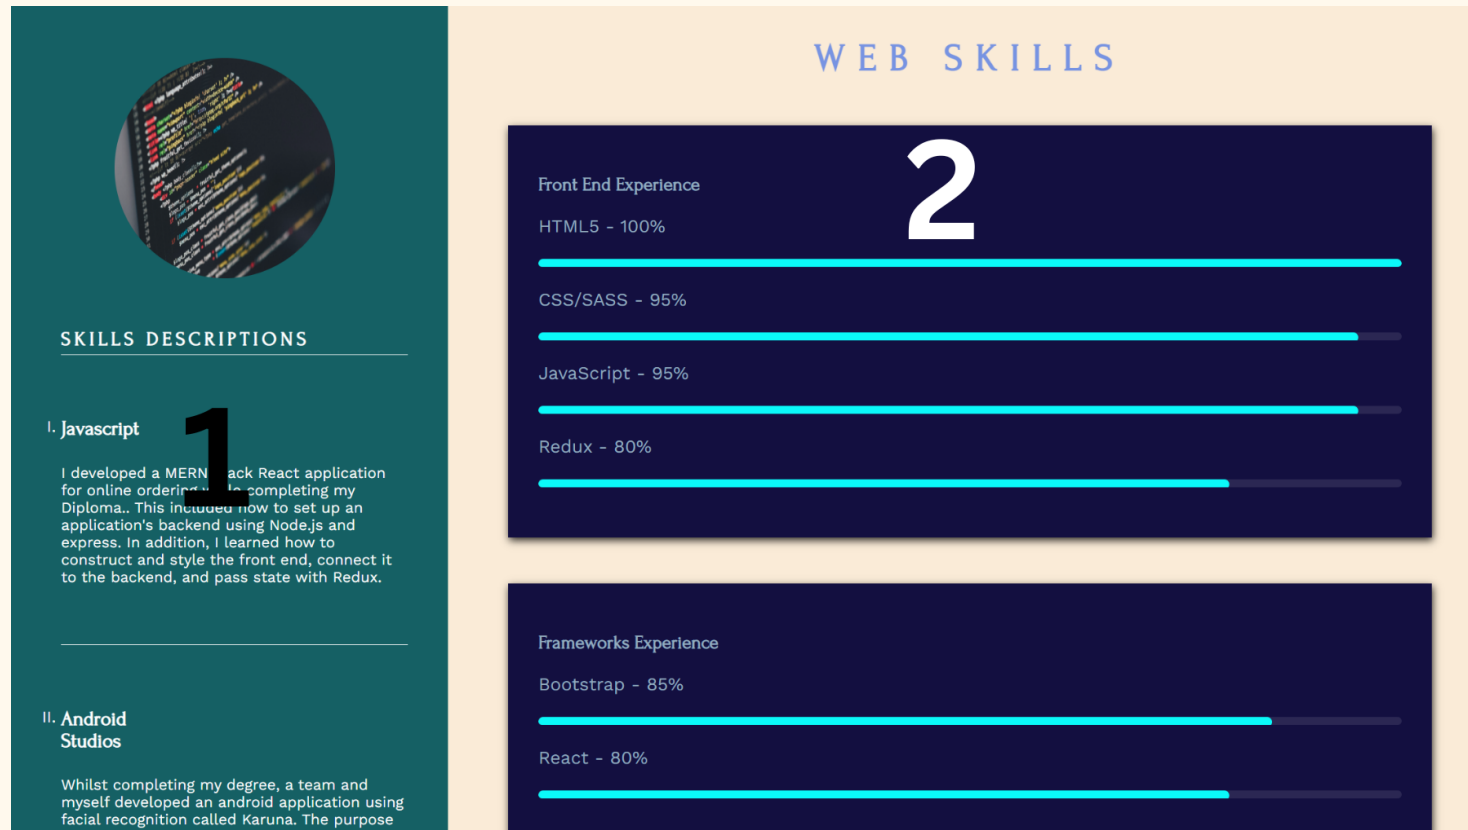 SKILLS DESCRIPTIONS
I. Javascript
1
I developed a MERN ack React application
for online ordering completing my
Diploma.. This included how to set up an
application's backend using Node.js and
express. In addition, I learned how to
construct and style the front end, connect it
to the backend, and pass state with Redux.
II. Android
Studios
Whilst completing my degree, a team and
myself developed an android application using
facial recognition called Karuna. The purpose
WEB SKILLS
2
Front End Experience
HTML5 - 100%
CSS/SASS - 95%
JavaScript - 95%
Redux - 80%
Frameworks Experience
Bootstrap - 85%
React - 80%